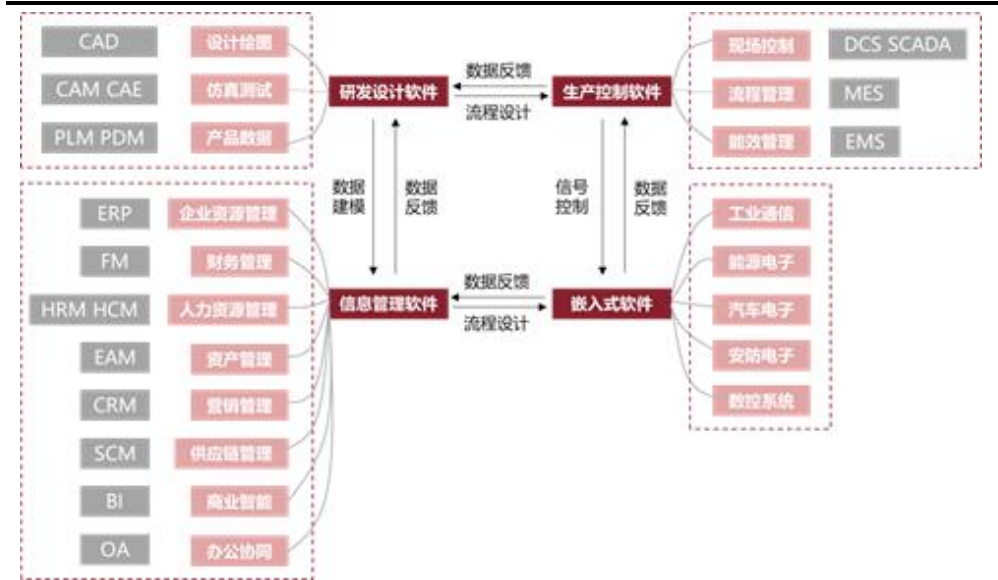 CAD
设计绘图
CAM CAE
仿真测试
PLM PDM
产品数据
研发设计软件
数据反馈
流程设计
生产控制软件
现场控制
DCS SCADA
流程管理
MES
能效管理
EMS
数据
建模
数据
反馈
信号
控制
数据
反馈
ERP
企业资源管理
FM
财务管理
HRM HCM
人力资源管理
EAM
资产管理
CRM
营销管理
SCM
供应链管理
BI
商业智能
OA
办公协同
信息管理软件
数据反馈
流程设计
嵌入式软件
工业通信
能源电子
汽车电子
安防电子
数控系统